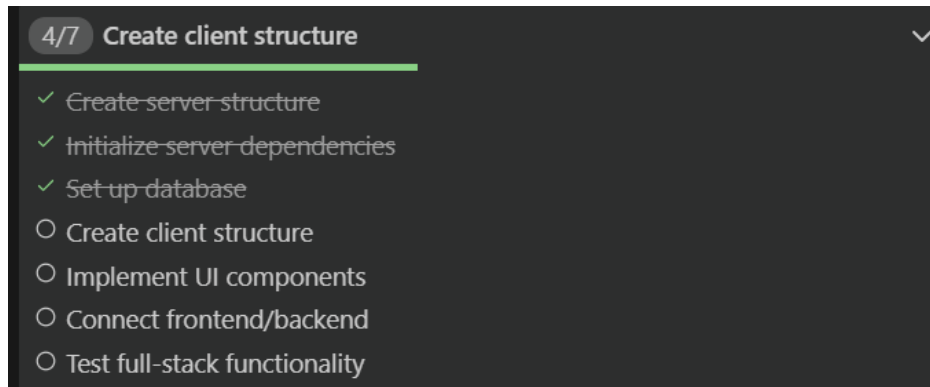 4/7 Create client structure
Create server structure
Initialize server dependencies
Set up database
Create client structure
Implement UI components
Connect frontend/backend
Test full-stack functionality